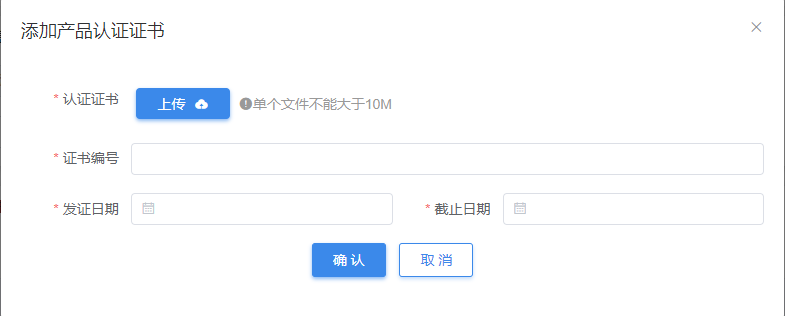 添加产品认证证书
* 认证证书 上传 单个文件不能大于10M
* 证书编号
* 发证日期 * 截止日期
确 认 取 消